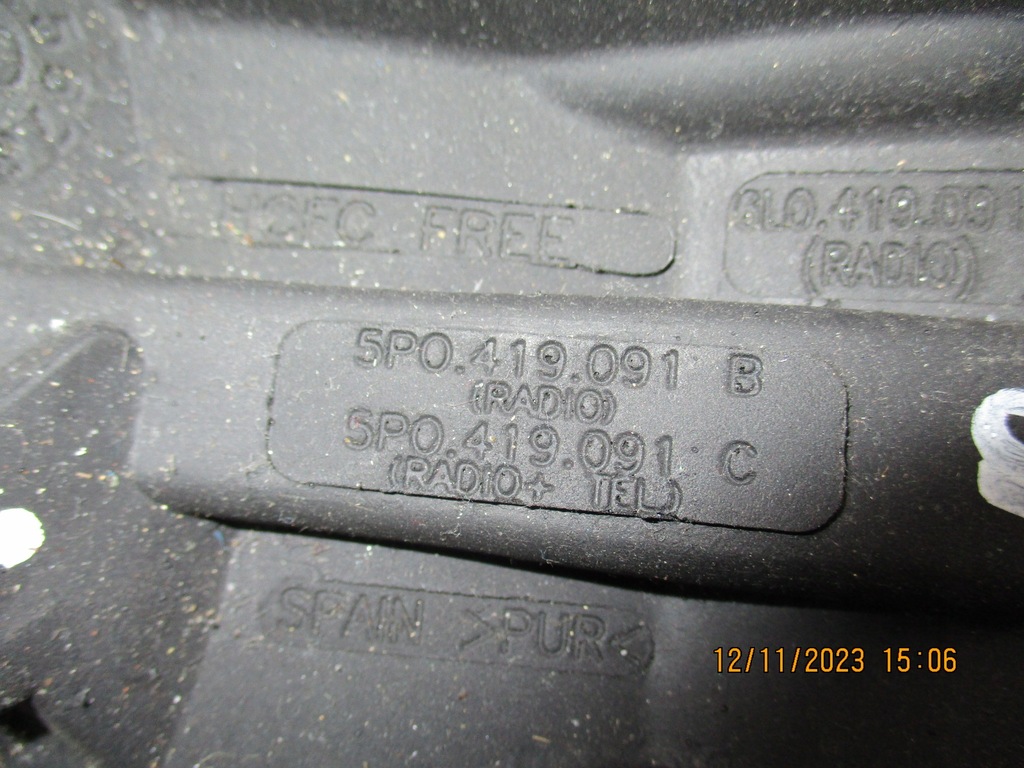 HCFC FREE
6L0.419.091
(RADIO)
5P0.419.091 B
(RADIO)
5P0.419.091 C
(RADIO+ TEL)
SPAIN >PUR<
12/11/2023 15:06